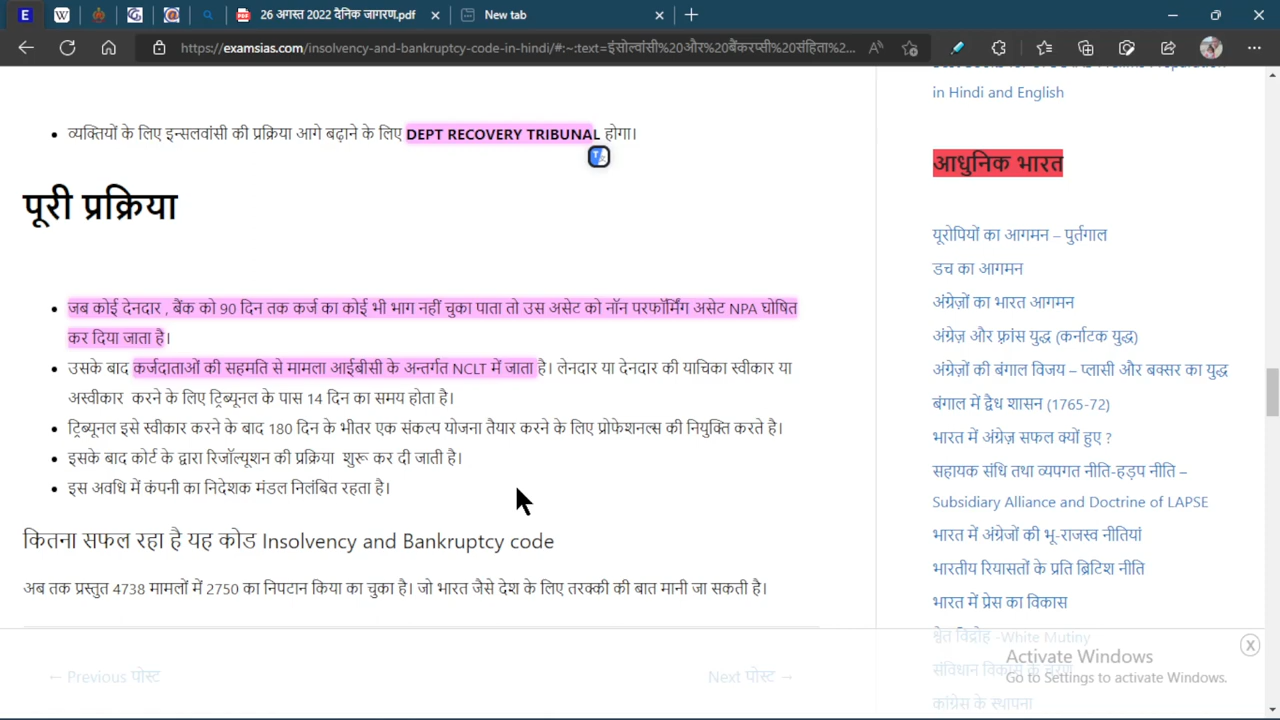 26 अगस्त 2022 दैनिक जागरण.pdf
New tab
https://examsias.com/insolvency-and-bankruptcy-code-in-hindi/#:~:text=इंसोल्वांसी%20और%20बैंकरप्सी%20संहिता%2...
in Hindi and English
व्यक्तियों के लिए इन्सलवांसी की प्रक्रिया आगे बढ़ाने के लिए DEPT RECOVERY TRIBUNAL होगा।
आधुनिक भारत
पूरी प्रक्रिया
जब कोई देनदार , बैंक को 90 दिन तक कर्ज का कोई भी भाग नहीं चुका पाता तो उस असेट को नॉन परफॉर्मिंग असेट NPA घोषित
कर दिया जाता है।
उसके बाद कर्जदाताओं की सहमति से मामला आईबीसी के अन्तर्गत NCLT में जाता है। लेनदार या देनदार की याचिका स्वीकार या
अस्वीकार करने के लिए ट्रिब्यूनल के पास 14 दिन का समय होता है।
ट्रिब्यूनल इसे स्वीकार करने के बाद 180 दिन के भीतर एक संकल्प योजना तैयार करने के लिए प्रोफेशनल्स की नियुक्ति करते है।
इसके बाद कोर्ट के द्वारा रिजॉल्यूशन की प्रक्रिया शुरू कर दी जाती है।
इस अवधि में कंपनी का निदेशक मंडल निलंबित रहता है।
कितना सफल रहा है यह कोड Insolvency and Bankruptcy code
अब तक प्रस्तुत 4738 मामलों में 2750 का निपटान किया का चुका है। जो भारत जैसे देश के लिए तरक्की की बात मानी जा सकती है।
← Previous पोस्ट
Next पोस्ट →
यूरोपियों का आगमन – पुर्तगाल
डच का आगमन
अंग्रेज़ों का भारत आगमन
अंग्रेज़ और फ़्रांस युद्ध (कर्नाटक युद्ध)
अंग्रेज़ों की बंगाल विजय – प्लासी और बक्सर का युद्ध
बंगाल में द्वैध शासन (1765-72)
भारत में अंग्रेज़ सफल क्यों हुए ?
सहायक संधि तथा व्यपगत नीति-हड़प नीति –
Subsidiary Alliance and Doctrine of LAPSE
भारत में अंग्रेजों की भू-राजस्व नीतियां
भारतीय रियासतों के प्रति ब्रिटिश नीति
भारत में प्रेस का विकास
श्वेत विद्रोह -White Mutiny
Activate Windows
संविधान विकास के चरण
Go to Settings to activate Windows.
कांग्रेस के स्थापना